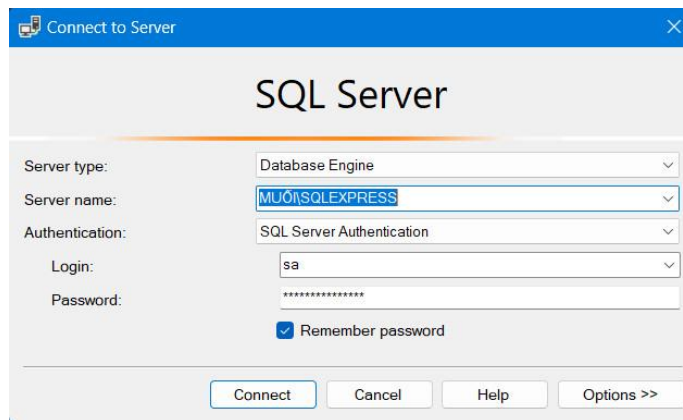 Connect to Server
SQL Server
Server type: Database Engine
Server name: MUỐI\SQLEXPRESS
Authentication: SQL Server Authentication
Login: sa
Password: ***************
Remember password
Connect Cancel Help Options >>